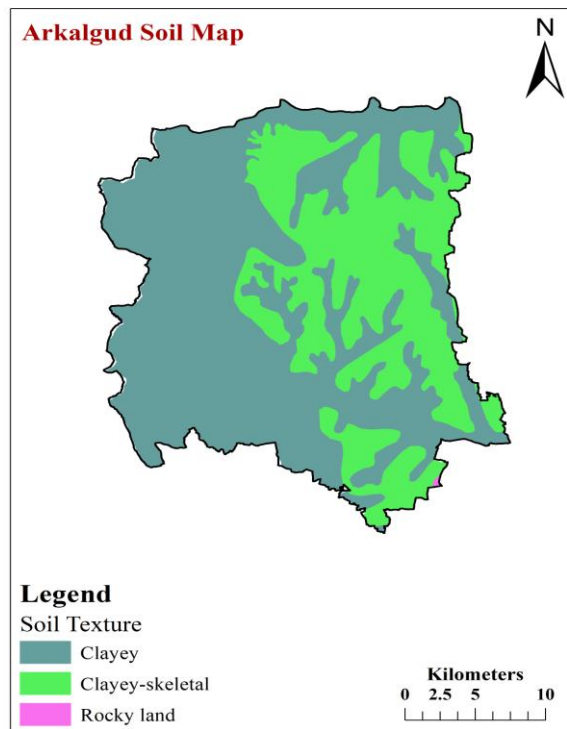 Arkalgud Soil Map
N
Legend
Soil Texture
Clayey
Clayey-skeletal
Rocky land
Kilometers
0 2.5 5 10